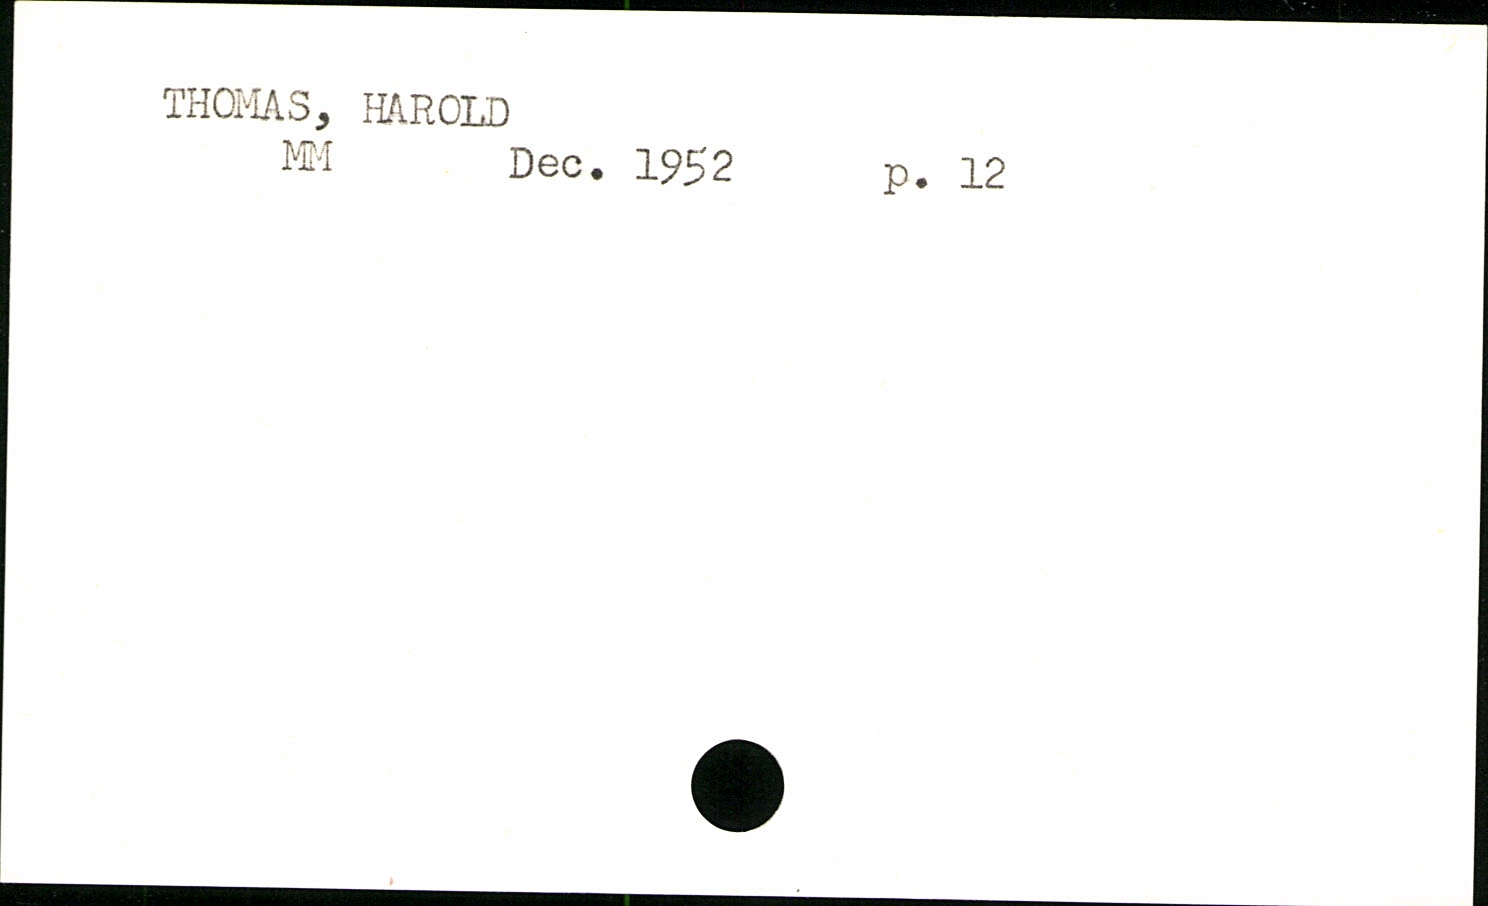 THOMAS, HAROLD
MM Dec. 1952 p. 12